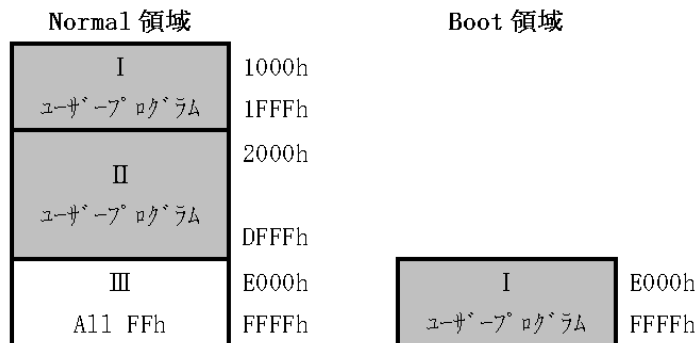 Normal 領域
Boot 領域
Ⅰ
ﾕｰｻﾞｰﾌﾟﾛｸﾞﾗﾑ
1000h
1FFFh
Ⅱ
ﾕｰｻﾞｰﾌﾟﾛｸﾞﾗﾑ
2000h
DFFFh
Ⅲ
All FFh
E000h
FFFFh
Ⅰ
ﾕｰｻﾞｰﾌﾟﾛｸﾞﾗﾑ
E000h
FFFFh